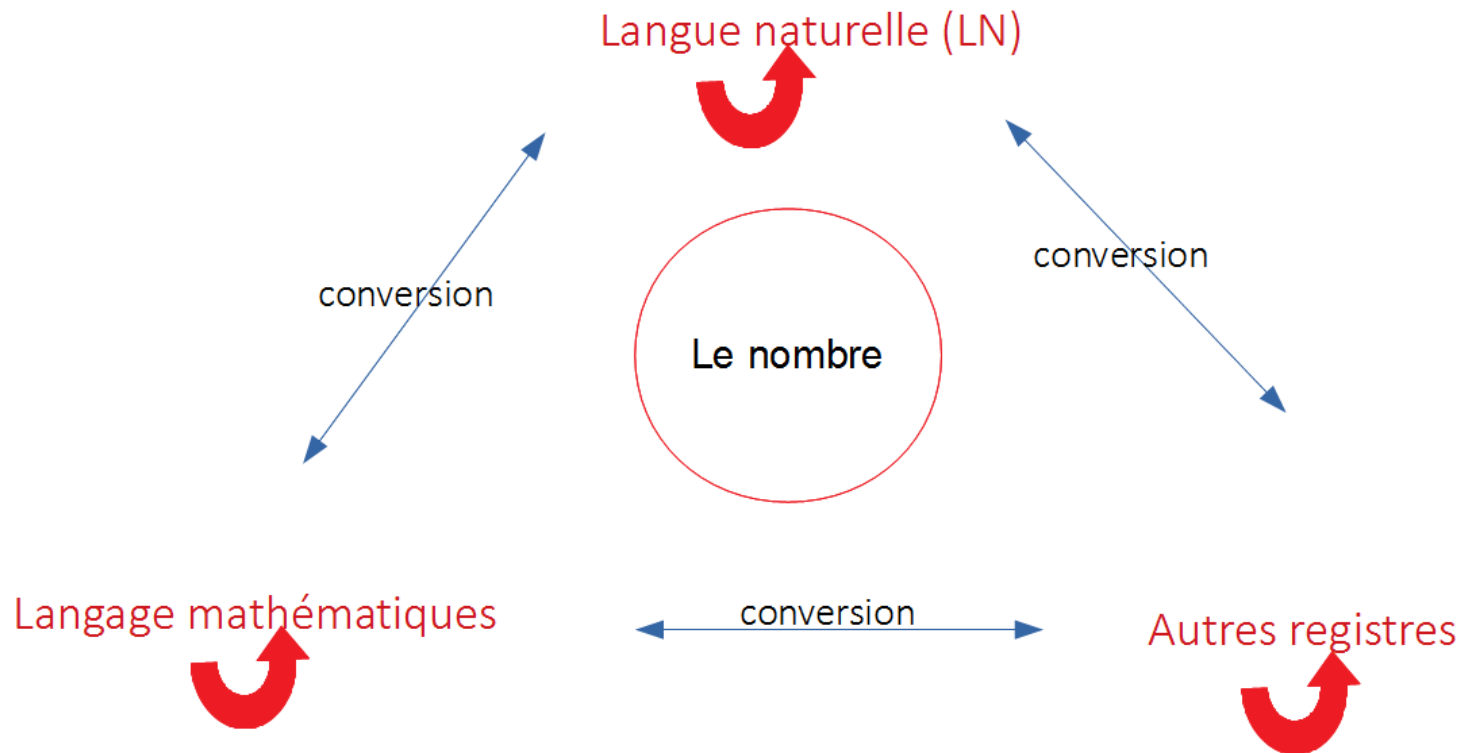 Langue naturelle (LN)
conversion
conversion
Le nombre
Langage mathématiques
conversion
Autres registres